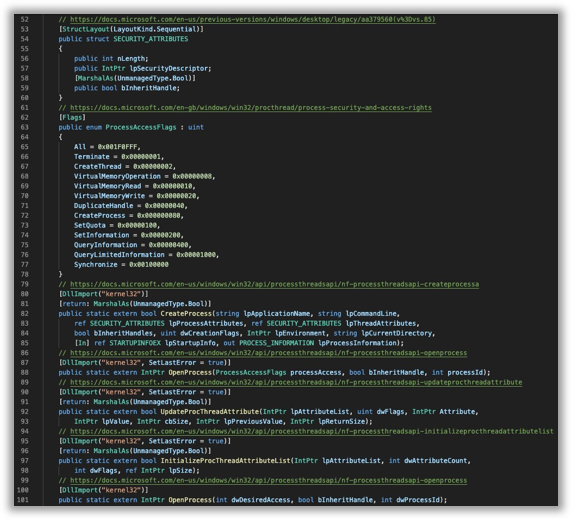 52 // https://docs.microsoft.com/en-us/previous-versions/windows/desktop/legacy/aa379560(v%3Dvs.85)
53 [StructLayout(LayoutKind.Sequential)]
54 public struct SECURITY_ATTRIBUTES
55 {
56 public int nLength;
57 public IntPtr lpSecurityDescriptor;
58 [MarshalAs(UnmanagedType.Bool)]
59 public bool bInheritHandle;
60 }
61 // https://docs.microsoft.com/en-gb/windows/win32/procthread/process-security-and-access-rights
62 [Flags]
63 public enum ProcessAccessFlags : uint
64 {
65 All = 0x001F0FFF,
66 Terminate = 0x00000001,
67 CreateThread = 0x00000002,
68 VirtualMemoryOperation = 0x00000008,
69 VirtualMemoryRead = 0x00000010,
70 VirtualMemoryWrite = 0x00000020,
71 DuplicateHandle = 0x00000040,
72 CreateProcess = 0x000000080,
73 SetQuota = 0x00000100,
74 SetInformation = 0x00000200,
75 QueryInformation = 0x00000400,
76 QueryLimitedInformation = 0x00001000,
77 Synchronize = 0x00100000
78 }
79 // https://docs.microsoft.com/en-us/windows/win32/api/processthreadsapi/nf-processthreadsapi-createprocessa
80 [DllImport("kernel32")]
81 [return: MarshalAs(UnmanagedType.Bool)]
82 public static extern bool CreateProcess(string lpApplicationName, string lpCommandLine,
83 ref SECURITY_ATTRIBUTES lpProcessAttributes, ref SECURITY_ATTRIBUTES lpThreadAttributes,
84 bool bInheritHandles, uint dwCreationFlags, IntPtr lpEnvironment, string lpCurrentDirectory,
85 [In] ref STARTUPINFOEX lpStartupInfo, out PROCESS_INFORMATION lpProcessInformation);
86 // https://docs.microsoft.com/en-us/windows/win32/api/processthreadsapi/nf-processthreadsapi-openprocess
87 [DllImport("kernel32", SetLastError = true)]
88 public static extern IntPtr OpenProcess(ProcessAccessFlags processAccess, bool bInheritHandle, int processId);
89 // https://docs.microsoft.com/en-us/windows/win32/api/processthreadsapi/nf-processthreadsapi-updateprocthreadattribute
90 [DllImport("kernel32", SetLastError = true)]
91 [return: MarshalAs(UnmanagedType.Bool)]
92 public static extern bool UpdateProcThreadAttribute(IntPtr lpAttributeList, uint dwFlags, IntPtr Attribute,
93 IntPtr lpValue, IntPtr cbSize, IntPtr lpPreviousValue, IntPtr lpReturnSize);
94 // https://docs.microsoft.com/en-us/windows/win32/api/processthreadsapi/nf-processthreadsapi-initializeprocthreadattributelist
95 [DllImport("kernel32", SetLastError = true)]
96 [return: MarshalAs(UnmanagedType.Bool)]
97 public static extern bool InitializeProcThreadAttributeList(IntPtr lpAttributeList, int dwAttributeCount,
98 int dwFlags, ref IntPtr lpSize);
99 // https://docs.microsoft.com/en-us/windows/win32/api/processthreadsapi/nf-processthreadsapi-openprocess
100 [DllImport("kernel32")]
101 public static extern IntPtr OpenProcess(int dwDesiredAccess, bool bInheritHandle, int dwProcessId);